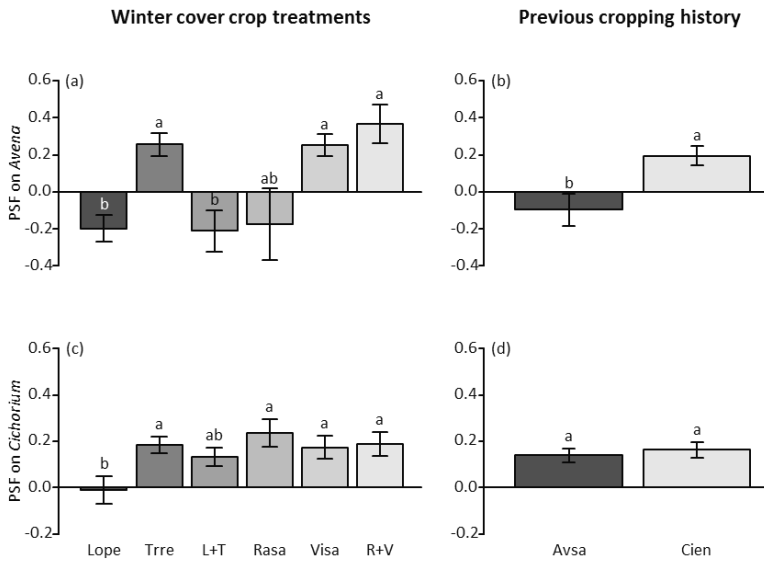 Winter cover crop treatments
Previous cropping history
(a)
PSF on Avena
0.6
0.4
0.2
0.0
-0.2
-0.4
b
a
b
ab
a
a
(b)
0.6
0.4
0.2
0.0
-0.2
-0.4
b
a
(c)
PSF on Cichorium
0.6
0.4
0.2
0.0
-0.2
b
a
ab
a
a
a
Lope Trre L+T Rasa Visa R+V
(d)
0.6
0.4
0.2
0.0
-0.2
a
a
Avsa Cien